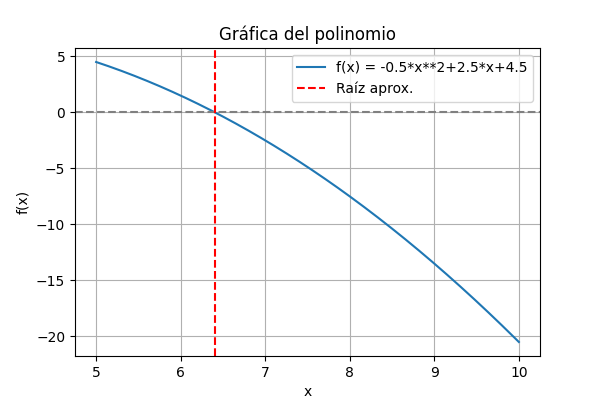 Gráfica del polinomio
f(x) = -0.5*x**2+2.5*x+4.5
Raíz aprox.
5
0
−5
−10
−15
−20
f(x)
5 6 7 8 9 10
x